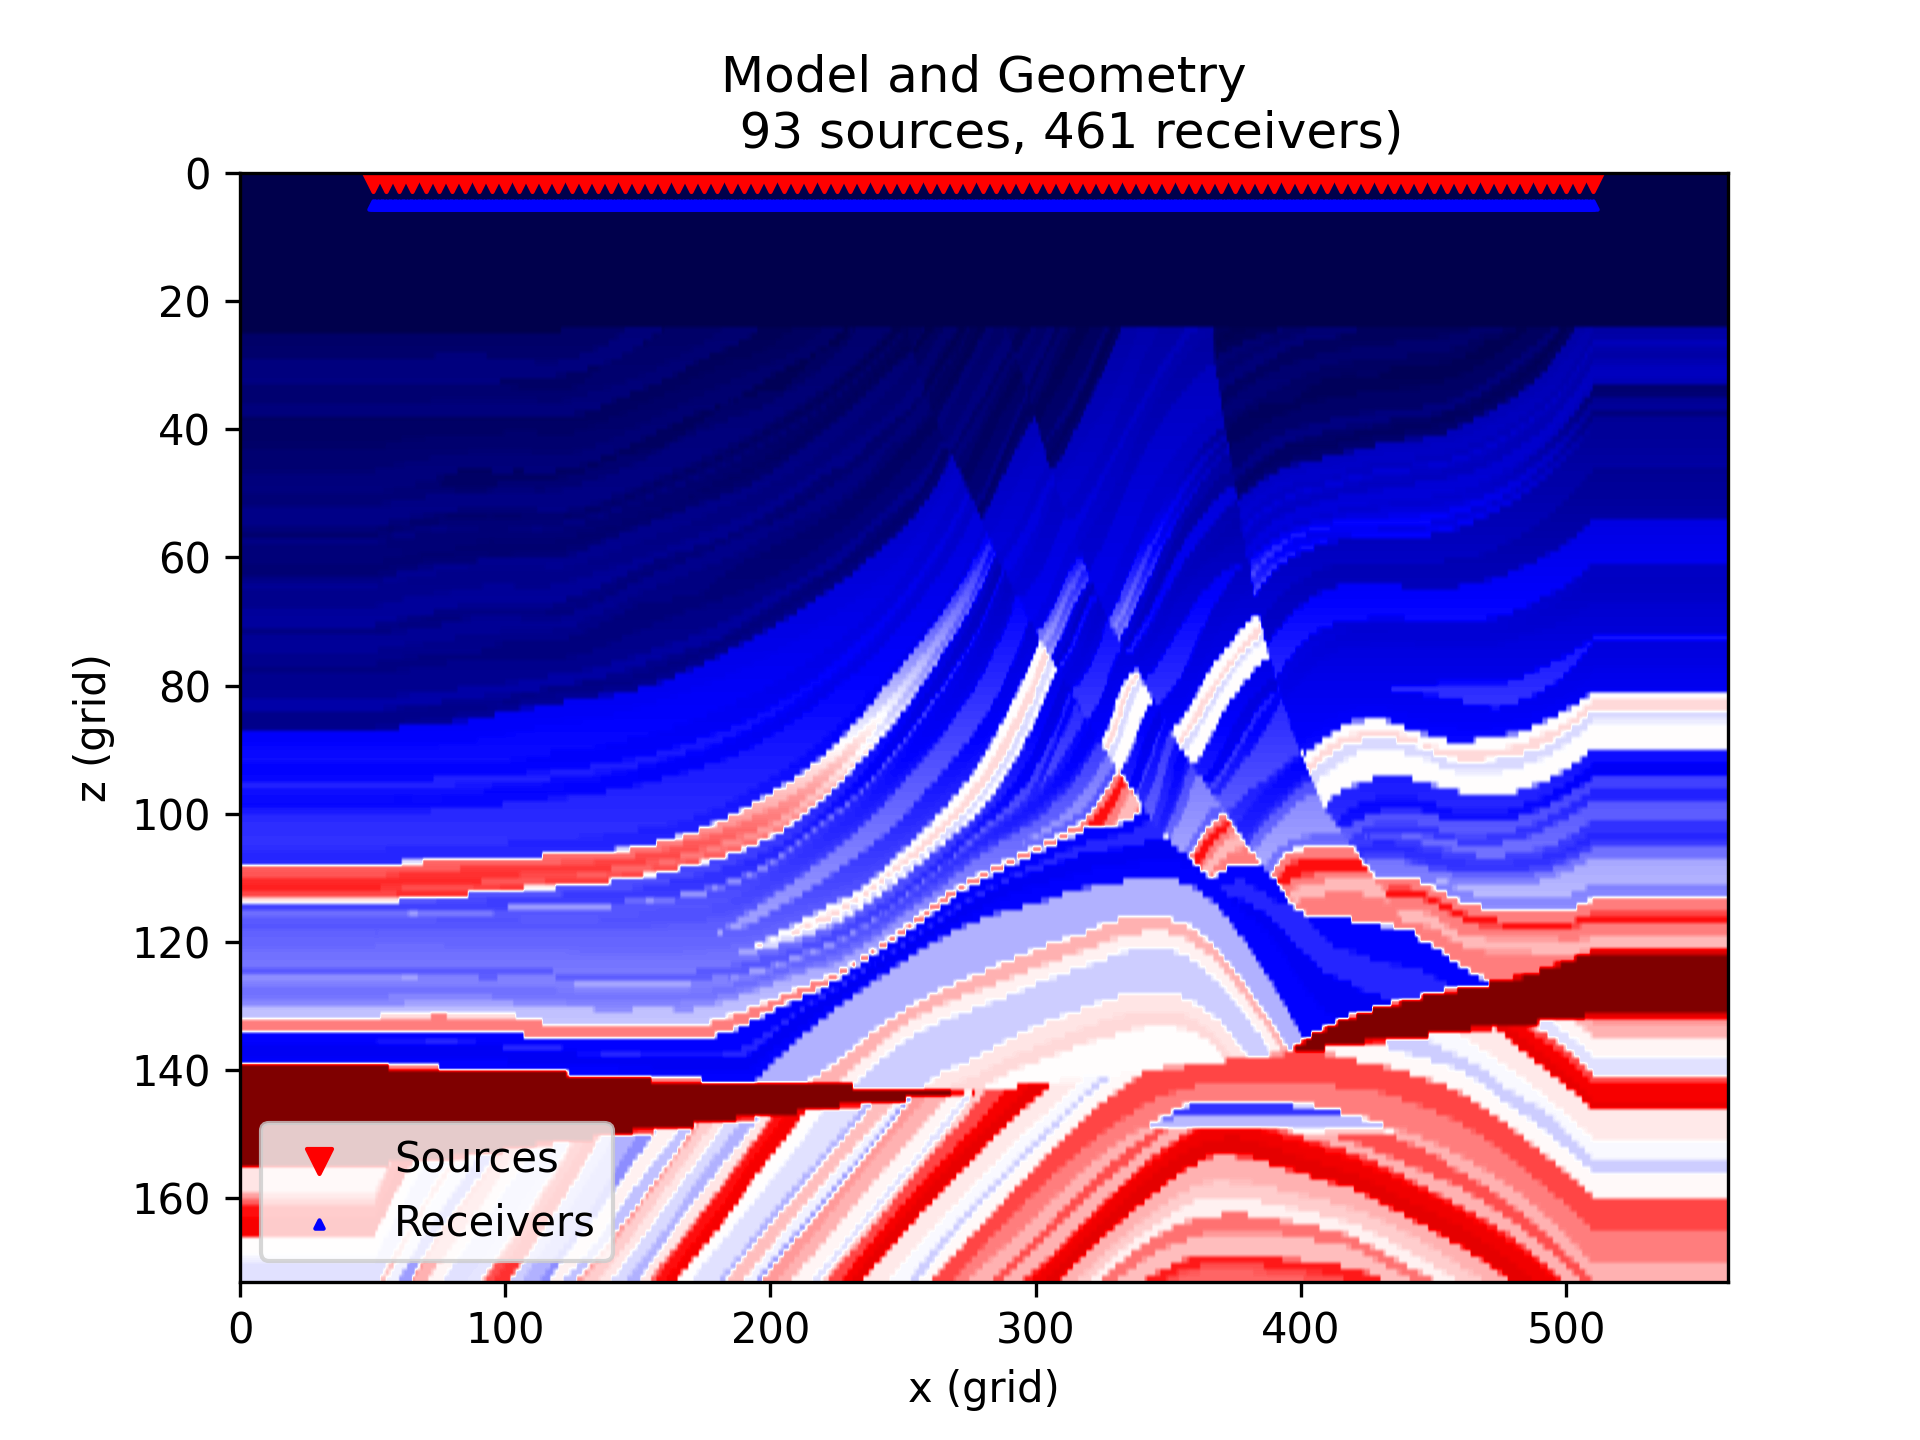 Model and Geometry
93 sources, 461 receivers)
0
20
40
60
80
100
120
140
160
z (grid)
Sources
Receivers
0 100 200 300 400 500
x (grid)